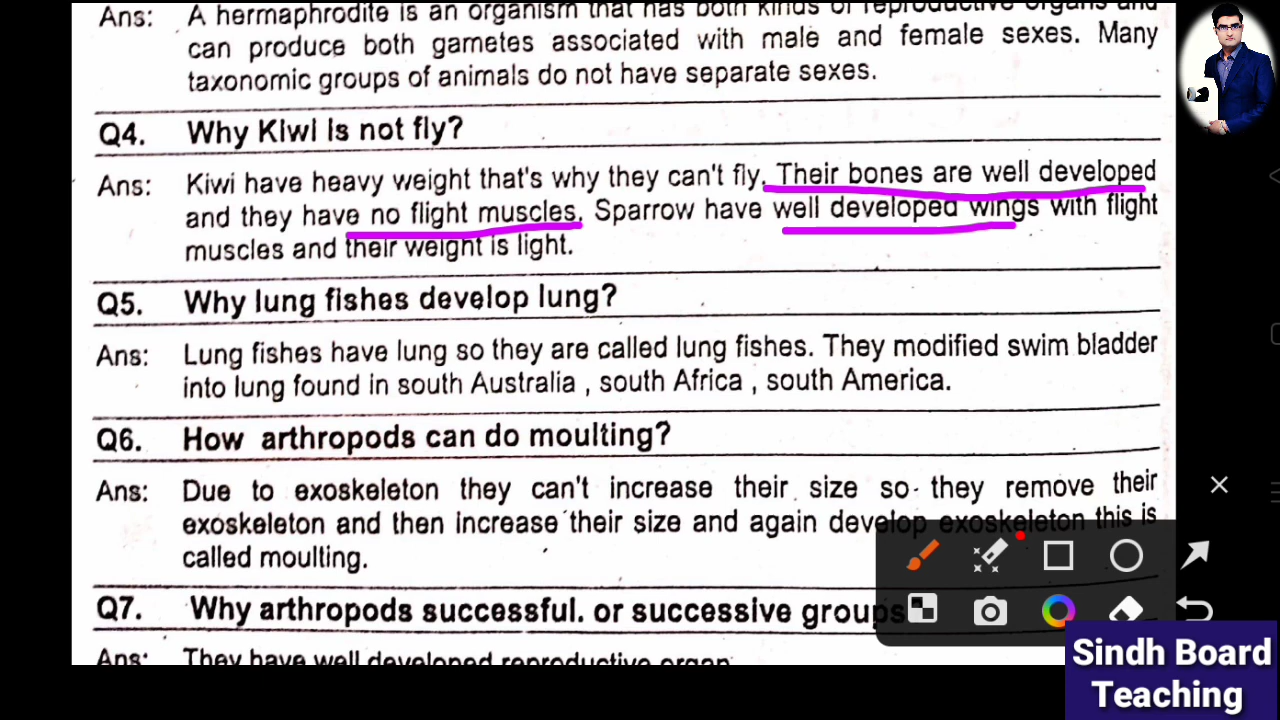 Ans: A hermaphrodite is an organism that has both kinds of reproductive organs and
can produce both gametes associated with male and female sexes. Many
taxonomic groups of animals do not have separate sexes.
Q4. Why Kiwi is not fly?
Ans: Kiwi have heavy weight that's why they can't fly. Their bones are well developed
and they have no flight muscles. Sparrow have well developed wings with flight
muscles and their weight is light.
Q5. Why lung fishes develop lung?
Ans: Lung fishes have lung so they are called lung fishes. They modified swim bladder
into lung found in south Australia , south Africa , south America.
Q6. How arthropods can do moulting?
Ans: Due to exoskeleton they can't increase their size so they remove their
exoskeleton and then increase their size and again develop exoskeleton this is
called moulting.
Q7. Why arthropods successful. or successive groups
Ans: They have well developed reproductive organ
Sindh Board
Teaching